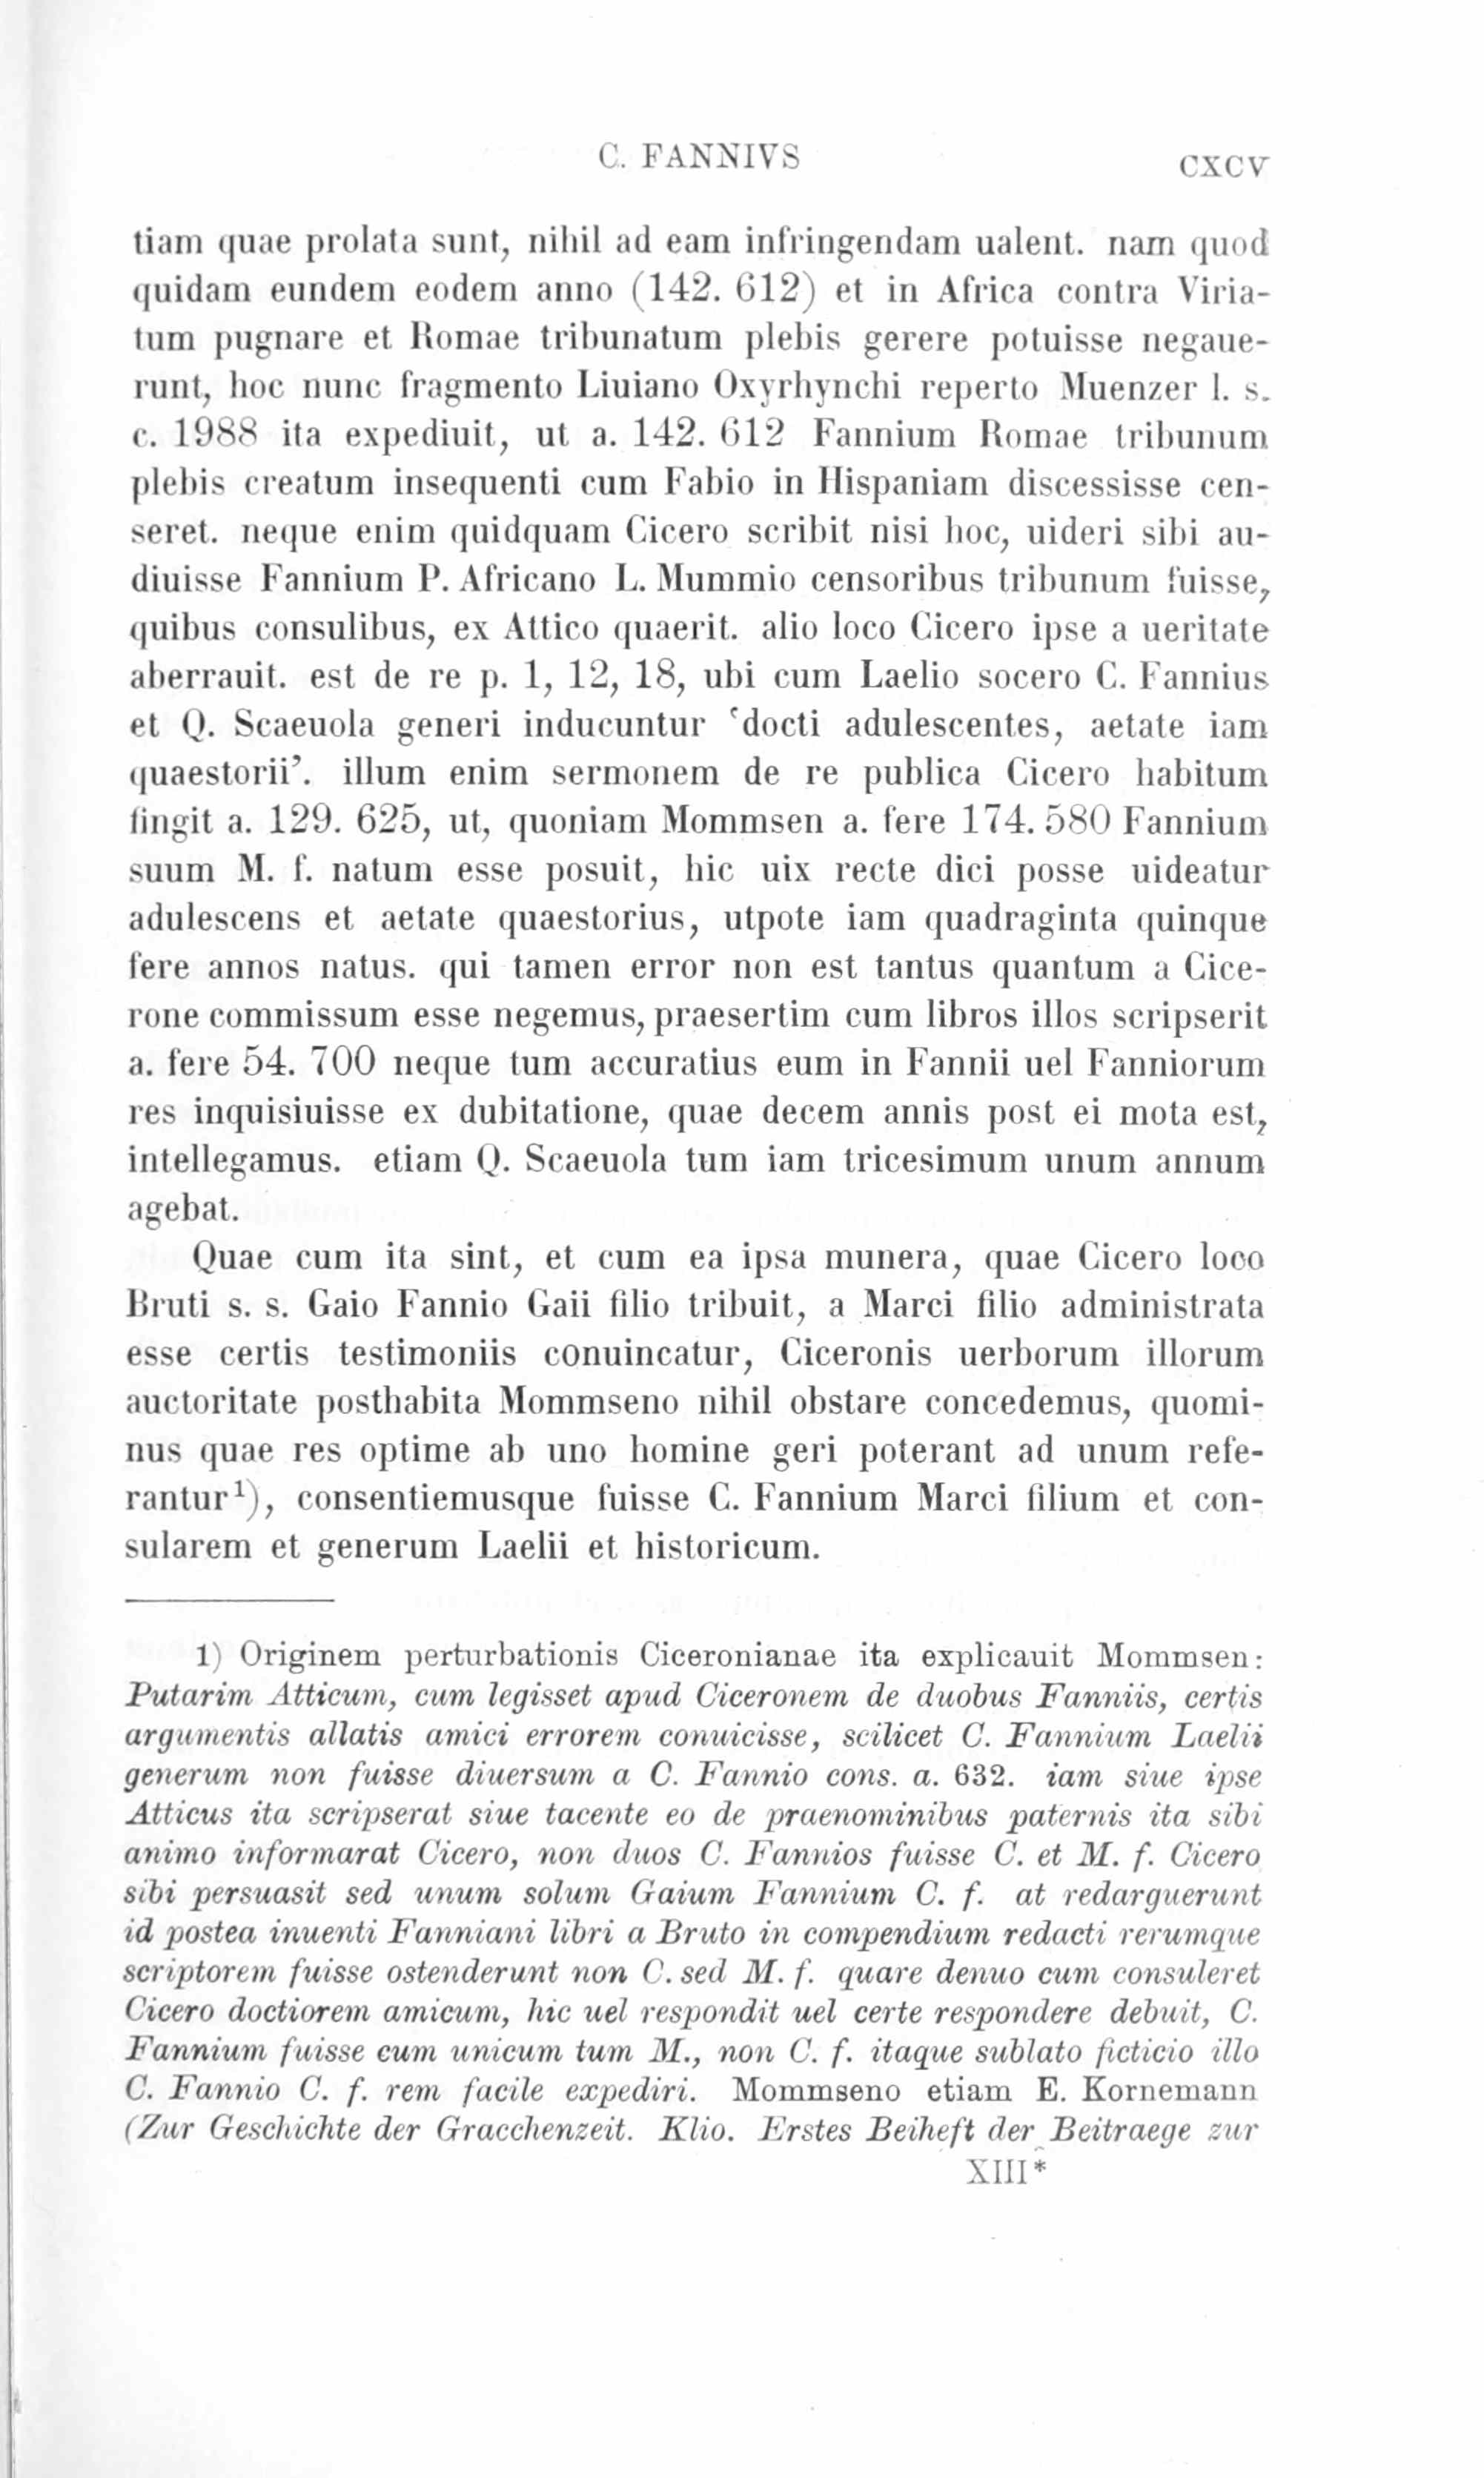 C. FANNIVS CXCV
tiam quae prolata sunt, nihil ad eam infringendam ualent. nam quod
quidam eundem eodem anno (142. 612) et in Africa contra Viria-
tum pugnare et Romae tribunatum plebis gerere potuisse negaue-
runt, hoc nunc fragmento Liuiano Oxyrhynchi reperto Muenzer l. s.
c. 1988 ita expediuit, ut a. 142. 612 Fannium Romae tribunum
plebis creatum insequenti cum Fabio in Hispaniam discessisse cen-
seret. neque enim quidquam Cicero scribit nisi hoc, uideri sibi au-
diuisse Fannium P. Africano L. Mummio censoribus tribunum fuisse,
quibus consulibus, ex Attico quaerit. alio loco Cicero ipse a ueritate
aberrauit. est de re p. 1, 12, 18, ubi cum Laelio socero C. Fannius
et Q. Scaeuola generi inducuntur ‘docti adulescentes, aetate iam
quaestorii’. illum enim sermonem de re publica Cicero habitum
fingit a. 129. 625, ut, quoniam Mommsen a. fere 174. 580 Fannium
suum M. f. natum esse posuit, hic uix recte dici posse uideatur
adulescens et aetate quaestorius, utpote iam quadraginta quinque
fere annos natus. qui tamen error non est tantus quantum a Cice-
rone commissum esse negemus, praesertim cum libros illos scripserit
a. fere 54. 700 neque tum accuratius eum in Fannii uel Fanniorum
res inquisiuisse ex dubitatione, quae decem annis post ei mota est,
intellegamus. etiam Q. Scaeuola tum iam tricesimum unum annum
agebat.
Quae cum ita sint, et cum ea ipsa munera, quae Cicero loco
Bruti s. s. Gaio Fannio Gaii filio tribuit, a Marci filio administrata
esse certis testimoniis conuincatur, Ciceronis uerborum illorum
auctoritate posthabita Mommseno nihil obstare concedemus, quomi-
nus quae res optime ab uno homine geri poterant ad unum refe-
rantur¹), consentiemusque fuisse C. Fannium Marci filium et con-
sularem et generum Laelii et historicum.
1) Originem perturbationis Ciceronianae ita explicauit Mommsen:
Putarim Atticum, cum legisset apud Ciceronem de duobus Fanniis, certis
argumentis allatis amici errorem conuicisse, scilicet C. Fannium Laelii
generum non fuisse diuersum a C. Fannio cons. a. 632. iam siue ipse
Atticus ita scripserat siue tacente eo de praenominibus paternis ita sibi
animo informarat Cicero, non duos C. Fannios fuisse C. et M. f. Cicero
sibi persuasit sed unum solum Gaium Fannium C. f. at redarguerunt
id postea inuenti Fanniani libri a Bruto in compendium redacti rerumque
scriptorem fuisse ostenderunt non C. sed M. f. quare denuo cum consuleret
Cicero doctiorem amicum, hic uel respondit uel certe respondere debuit, C.
Fannium fuisse eum unicum tum M., non C. f. itaque sublato ficticio illo
C. Fannio C. f. rem facile expediri. Mommseno etiam E. Kornemann
(Zur Geschichte der Gracchenzeit. Klio. Erstes Beiheft der Beitraege zur
XIII*